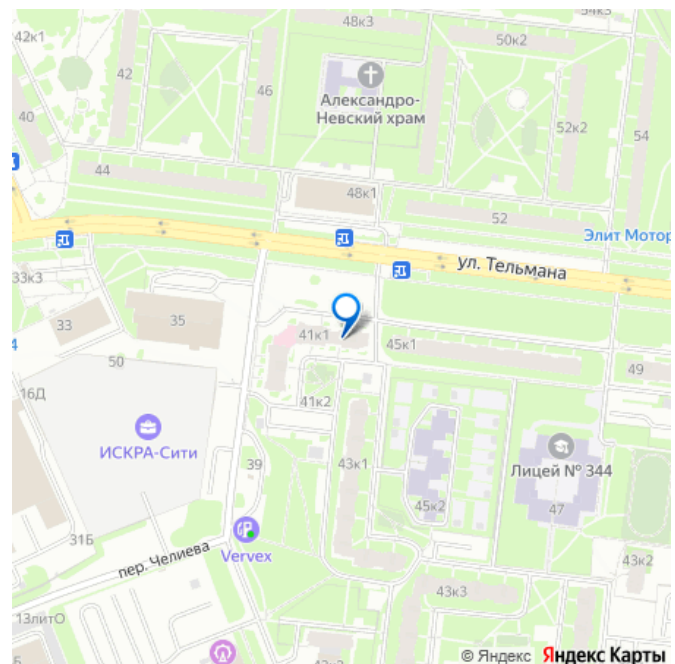 48к3
42к1
50к2
42
46
Александро-
Невский храм
40
52к2
54
44
48к1
52
Элит Мотор
ул. Тельмана
33к3
33
35
41к1
45к1
4
50
49
16Д
41к2
ИСКРА-Сити
39
43к1
Лицей № 344
45к2
47
31Б
Vervex
пер. Челиева
43к2
43к3
13литО
Б
© Яндекс Яндекс Карты